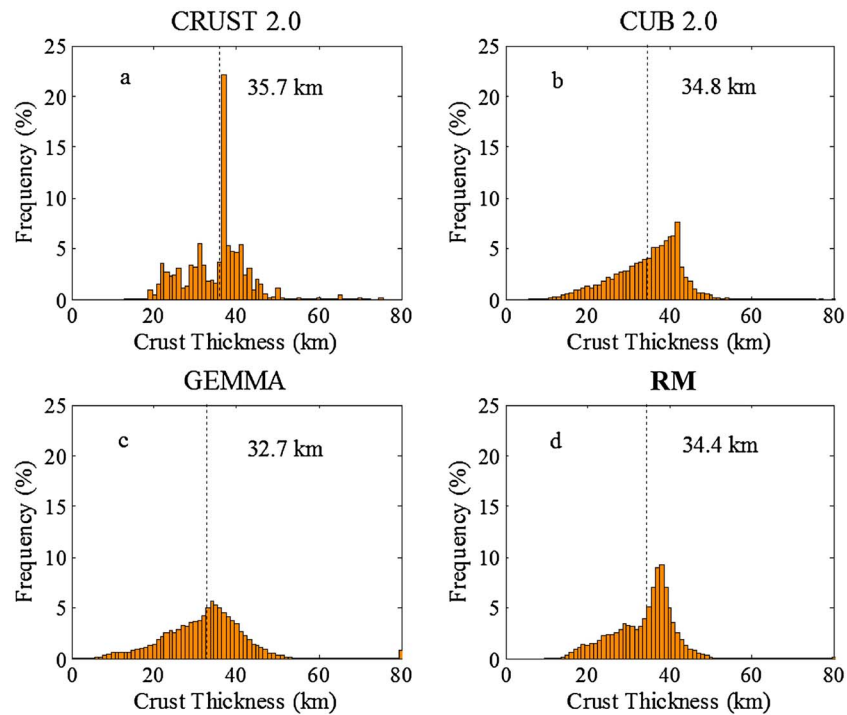 CRUST 2.0
CUB 2.0
25
20
15
10
5
0
Frequency (%)
a
35.7 km
0
20
40
60
80
Crust Thickness (km)
25
20
15
10
5
0
Frequency (%)
b
34.8 km
0
20
40
60
80
Crust Thickness (km)
GEMMA
RM
25
20
15
10
5
0
Frequency (%)
c
32.7 km
0
20
40
60
80
Crust Thickness (km)
25
20
15
10
5
0
Frequency (%)
d
34.4 km
0
20
40
60
80
Crust Thickness (km)